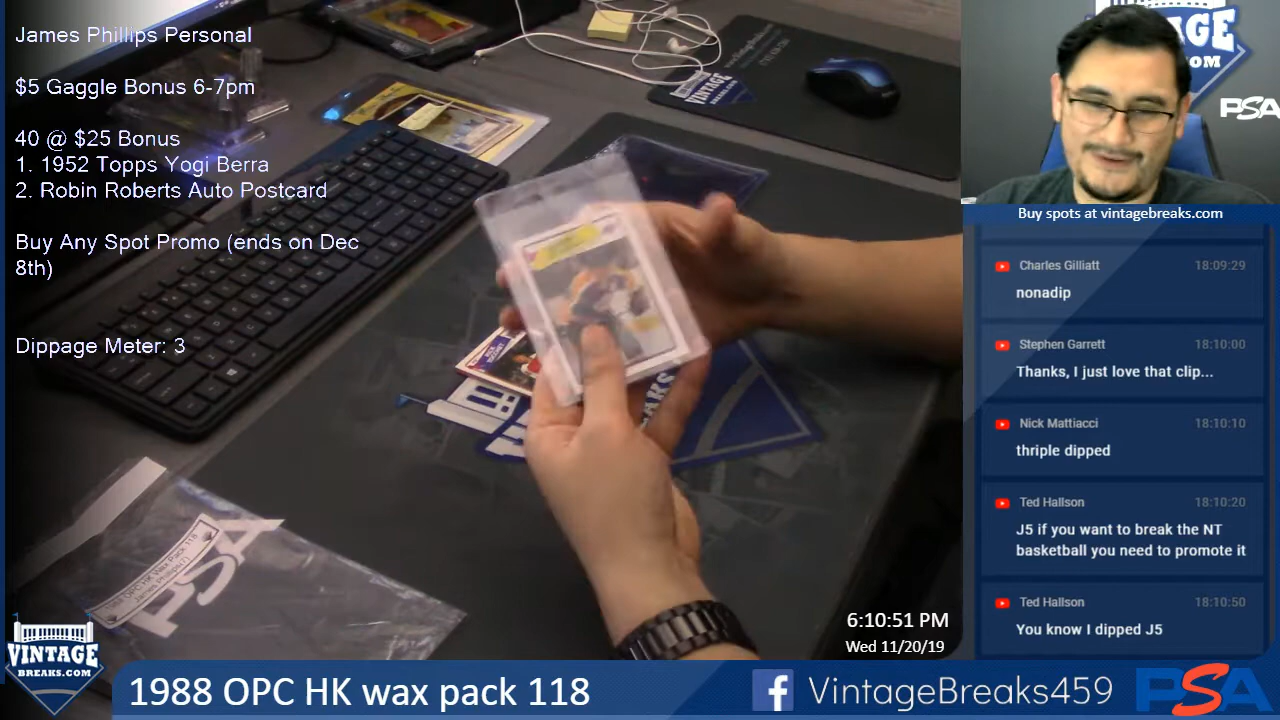 James Phillips Personal
$5 Gaggle Bonus 6-7pm
40 @ $25 Bonus
1. 1952 Topps Yogi Berra
2. Robin Roberts Auto Postcard
Buy Any Spot Promo (ends on Dec
8th)
Dippage Meter: 3
VINTAGE
AGE
.COM
PSA
Buy spots at vintagebreaks.com
Charles Gilliatt 18:09:29
nonadip
Stephen Garrett 18:10:00
Thanks, I just love that clip...
Nick Mattiacci 18:10:10
thriple dipped
Ted Hallson 18:10:20
J5 if you want to break the NT
basketball you need to promote it
Ted Hallson 18:10:50
You know I dipped J5
PSA
6:10:51 PM
Wed 11/20/19
VINTAGE
BREAKS.COM
1988 OPC HK wax pack 118
f VintageBreaks459
PSA